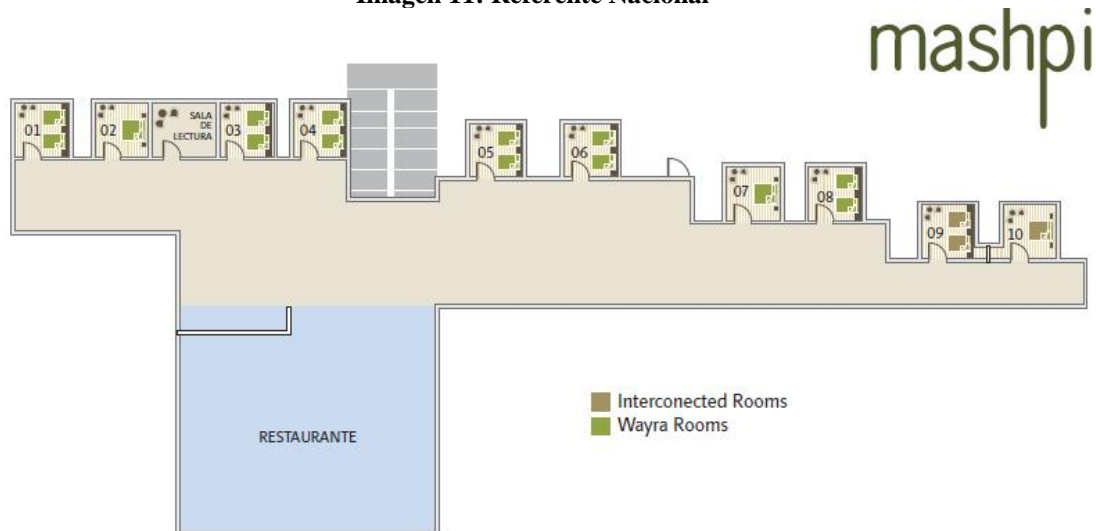 mashpi
01
02
SALA
DE
LECTURA
03
04
05
06
07
08
09
10
RESTAURANTE
Interconected Rooms
Wayra Rooms